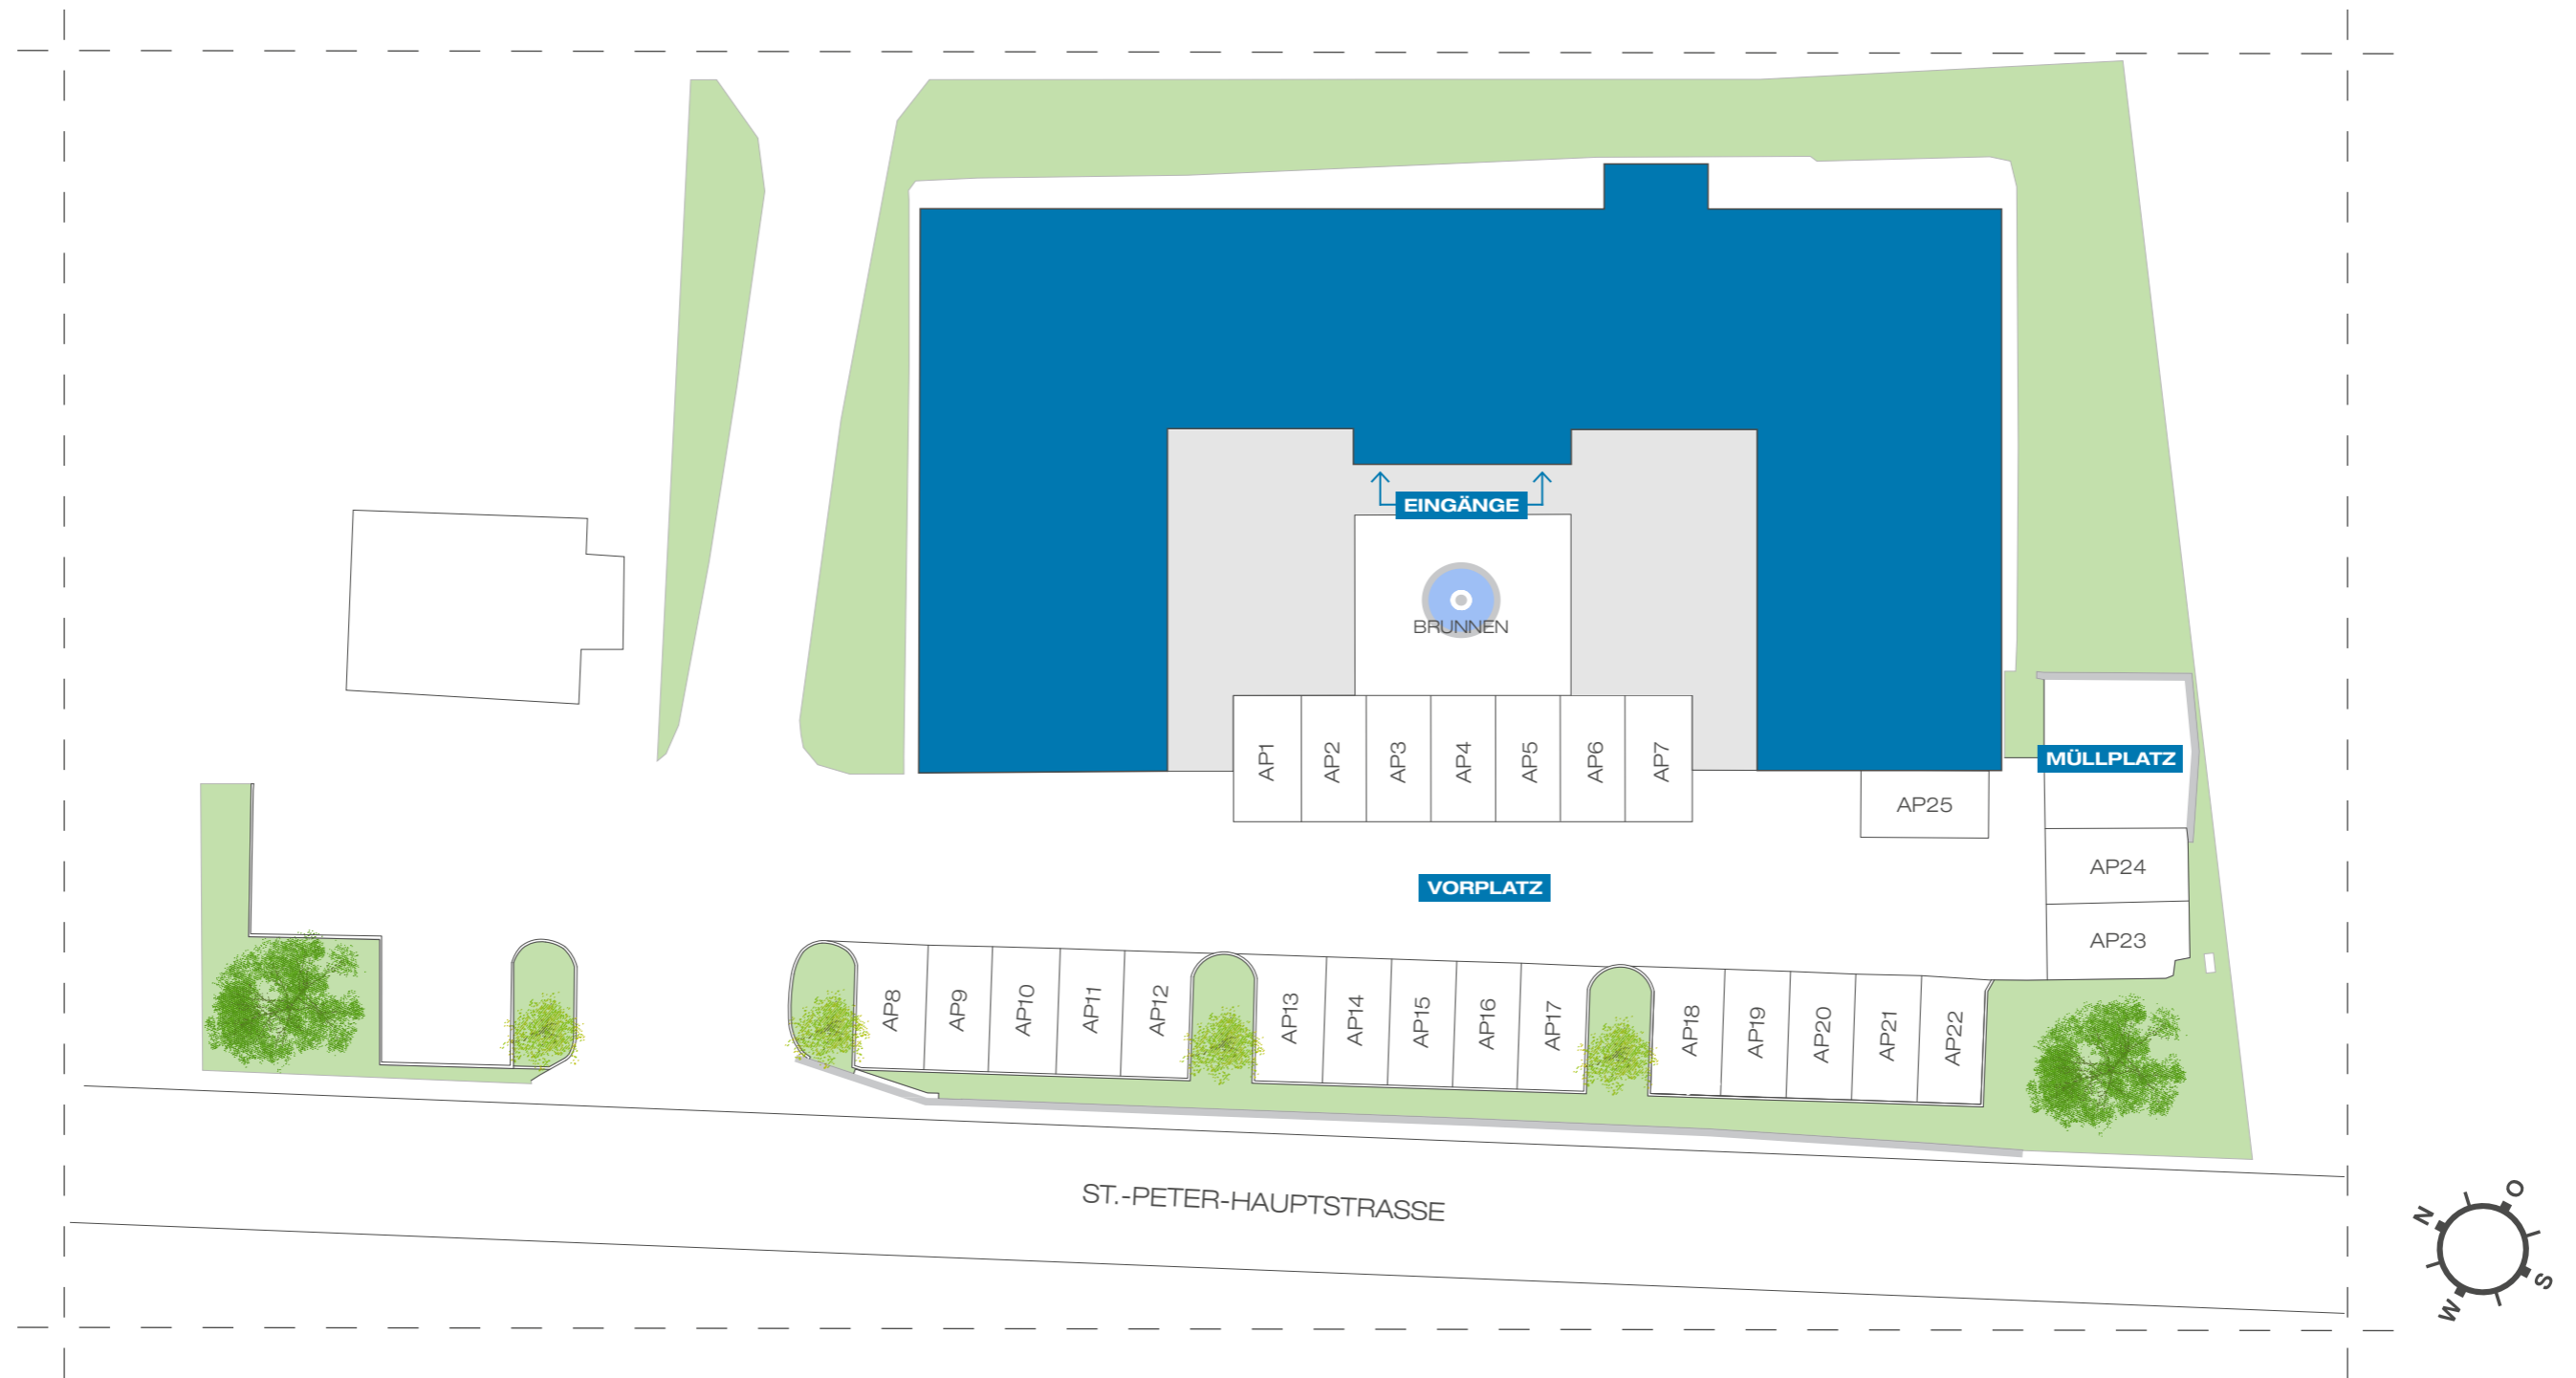 EINGÄNGE
BRUNNEN
AP1
AP2
AP3
AP4
AP5
AP6
AP7
MÜLLPLATZ
AP25
AP24
VORPLATZ
AP23
AP8
AP9
AP10
AP11
AP12
AP13
AP14
AP15
AP16
AP17
AP18
AP19
AP20
AP21
AP22
ST.-PETER-HAUPTSTRASSE
N
O
S
W